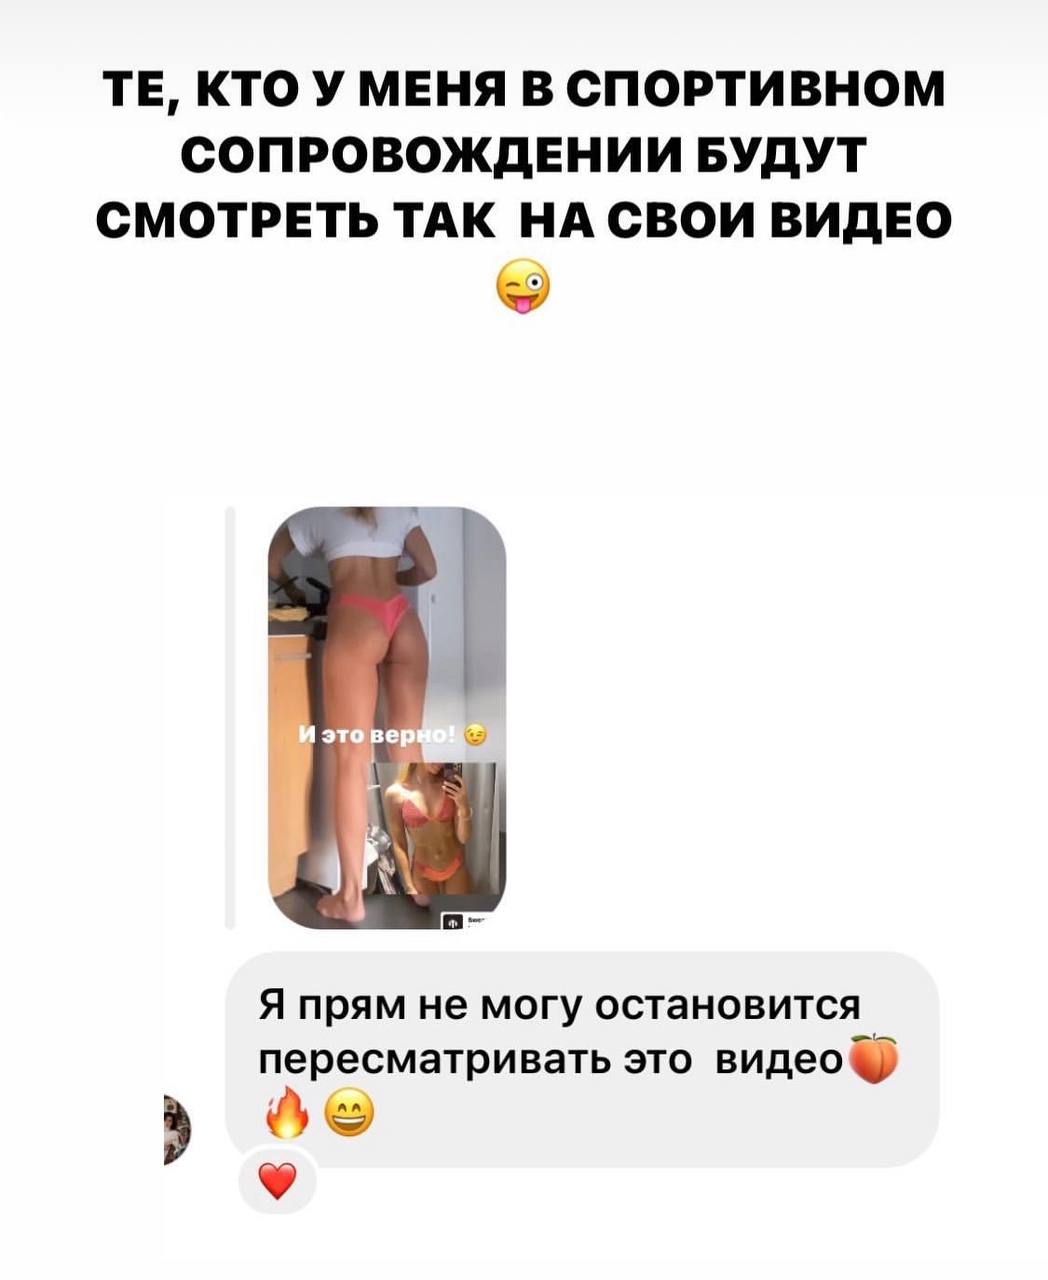 ТЕ, КТО У МЕНЯ В СПОРТИВНОМ
СОПРОВОЖДЕНИИ БУДУТ
СМОТРЕТЬ ТАК НА СВОИ ВИДЕО
😜
И это верно! 😉
Я прям не могу остановится
пересматривать это видео🍑
🔥 😄
❤️